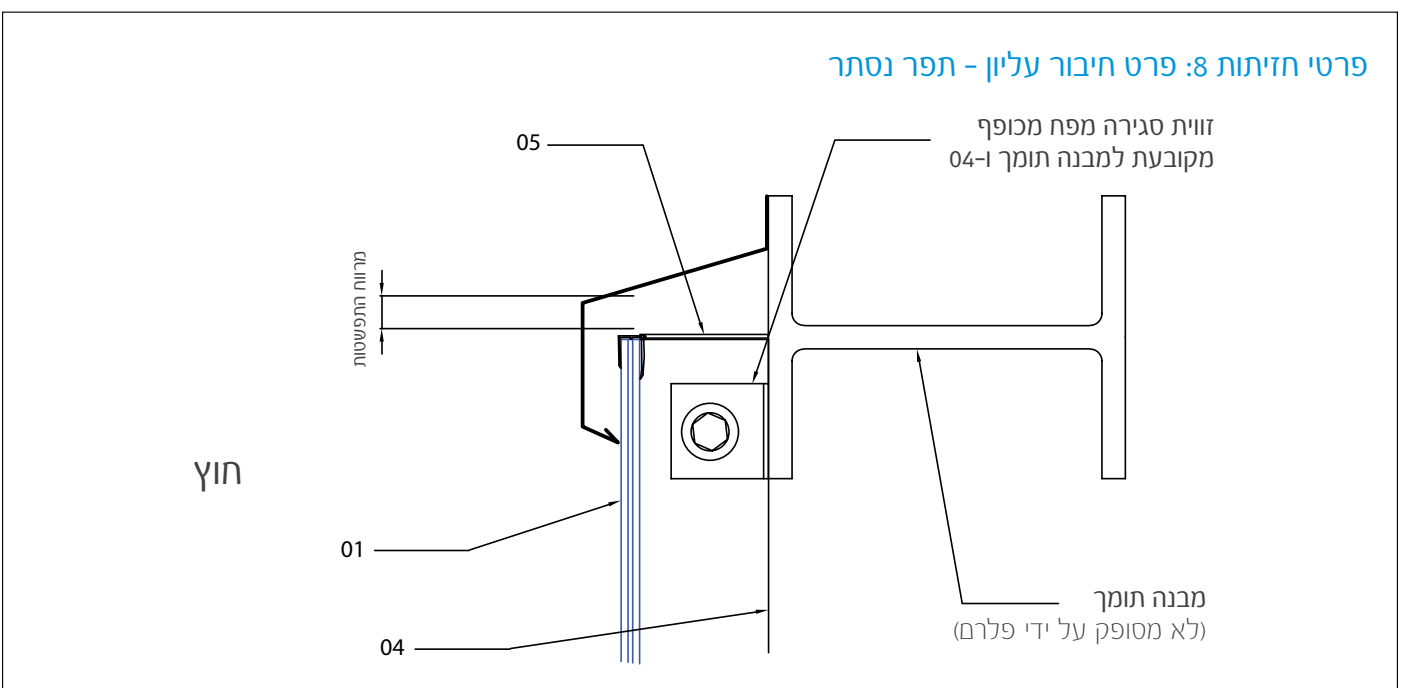 פרטי חזיתות 8: פרט חיבור עליון - תפר נסתר
זווית סגירה מפח מכופף
מקובעת למבנה תומך ו-04
05
מרווח התפשטות
חוץ
01
04
מבנה תומך
(לא מסופק על ידי פלרם)